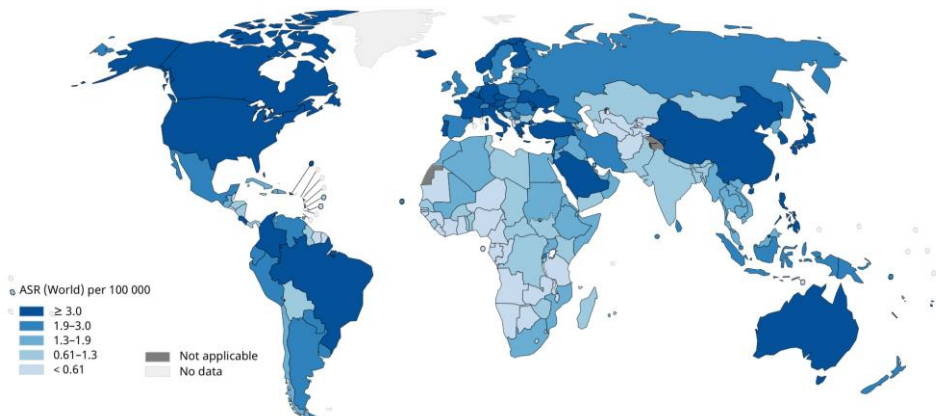 ASR (World) per 100 000
≥ 3.0
1.9–3.0
1.3–1.9
0.61–1.3
< 0.61
Not applicable
No data